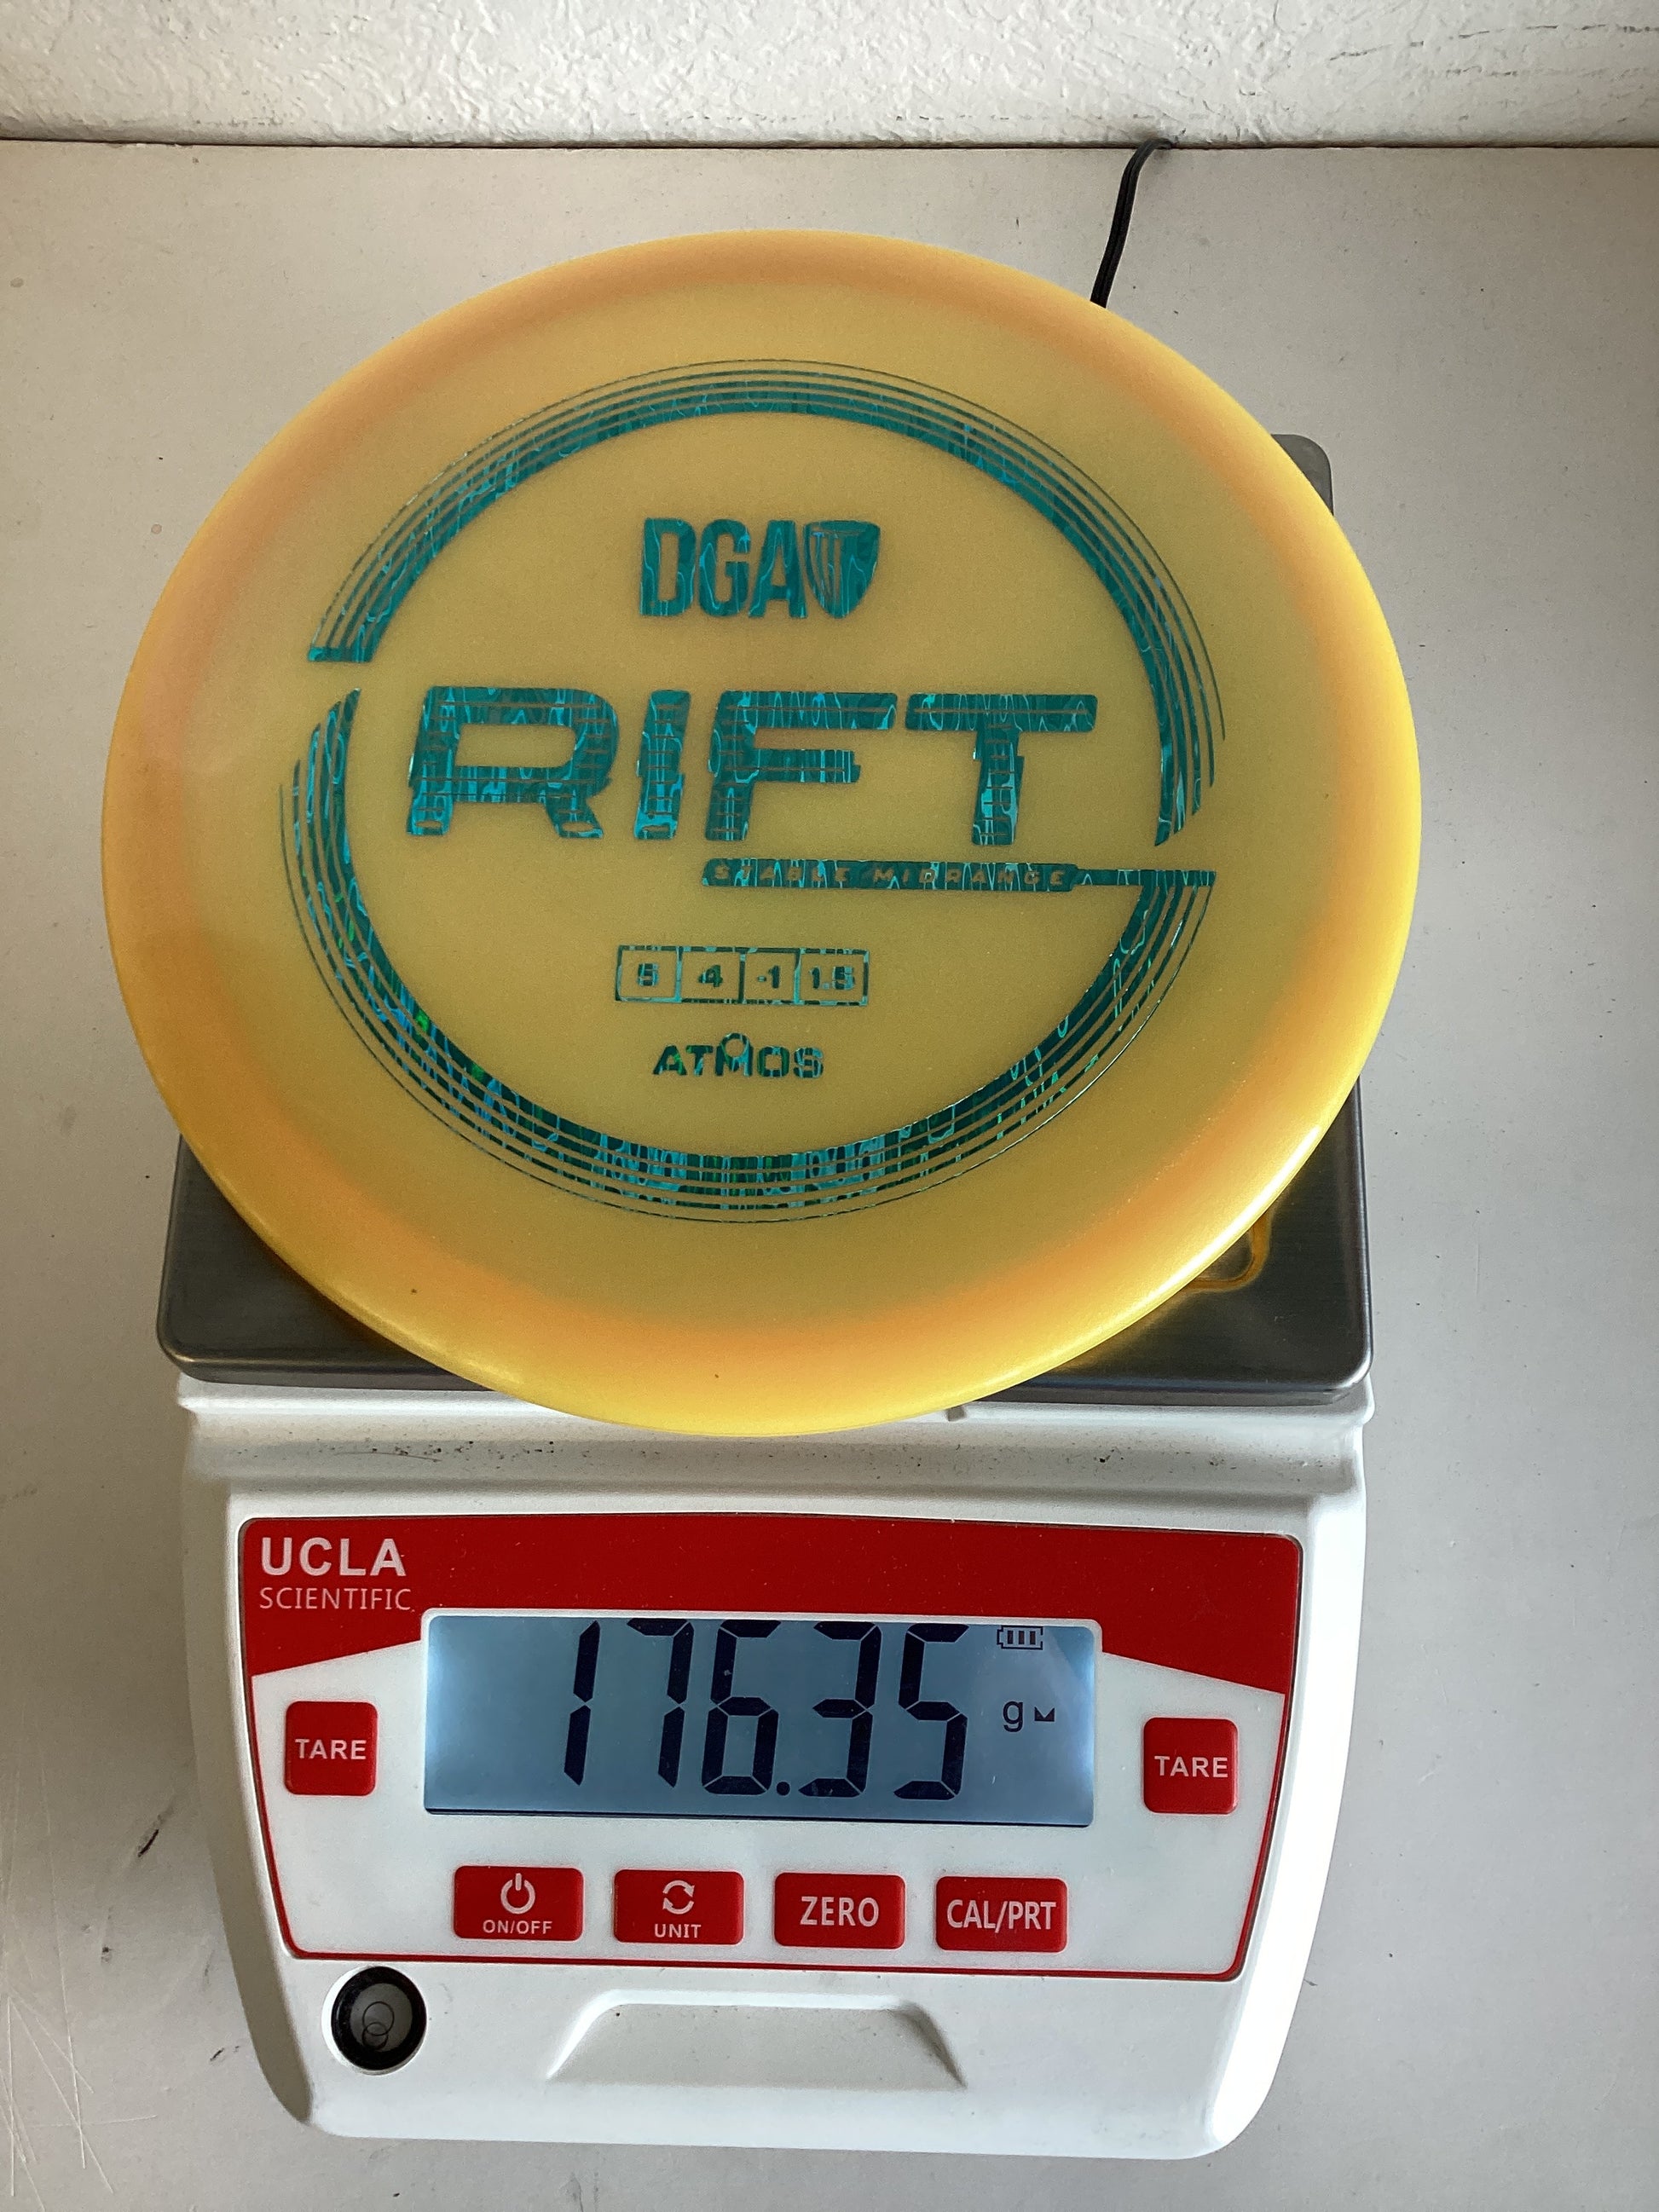 DGA
RIFT
STABLE MIDRANGE
5 4 -1 1.5
ATMOS
UCLA
SCIENTIFIC
176.35 g
TARE
TARE
ON/OFF
UNIT
ZERO
CAL/PRT